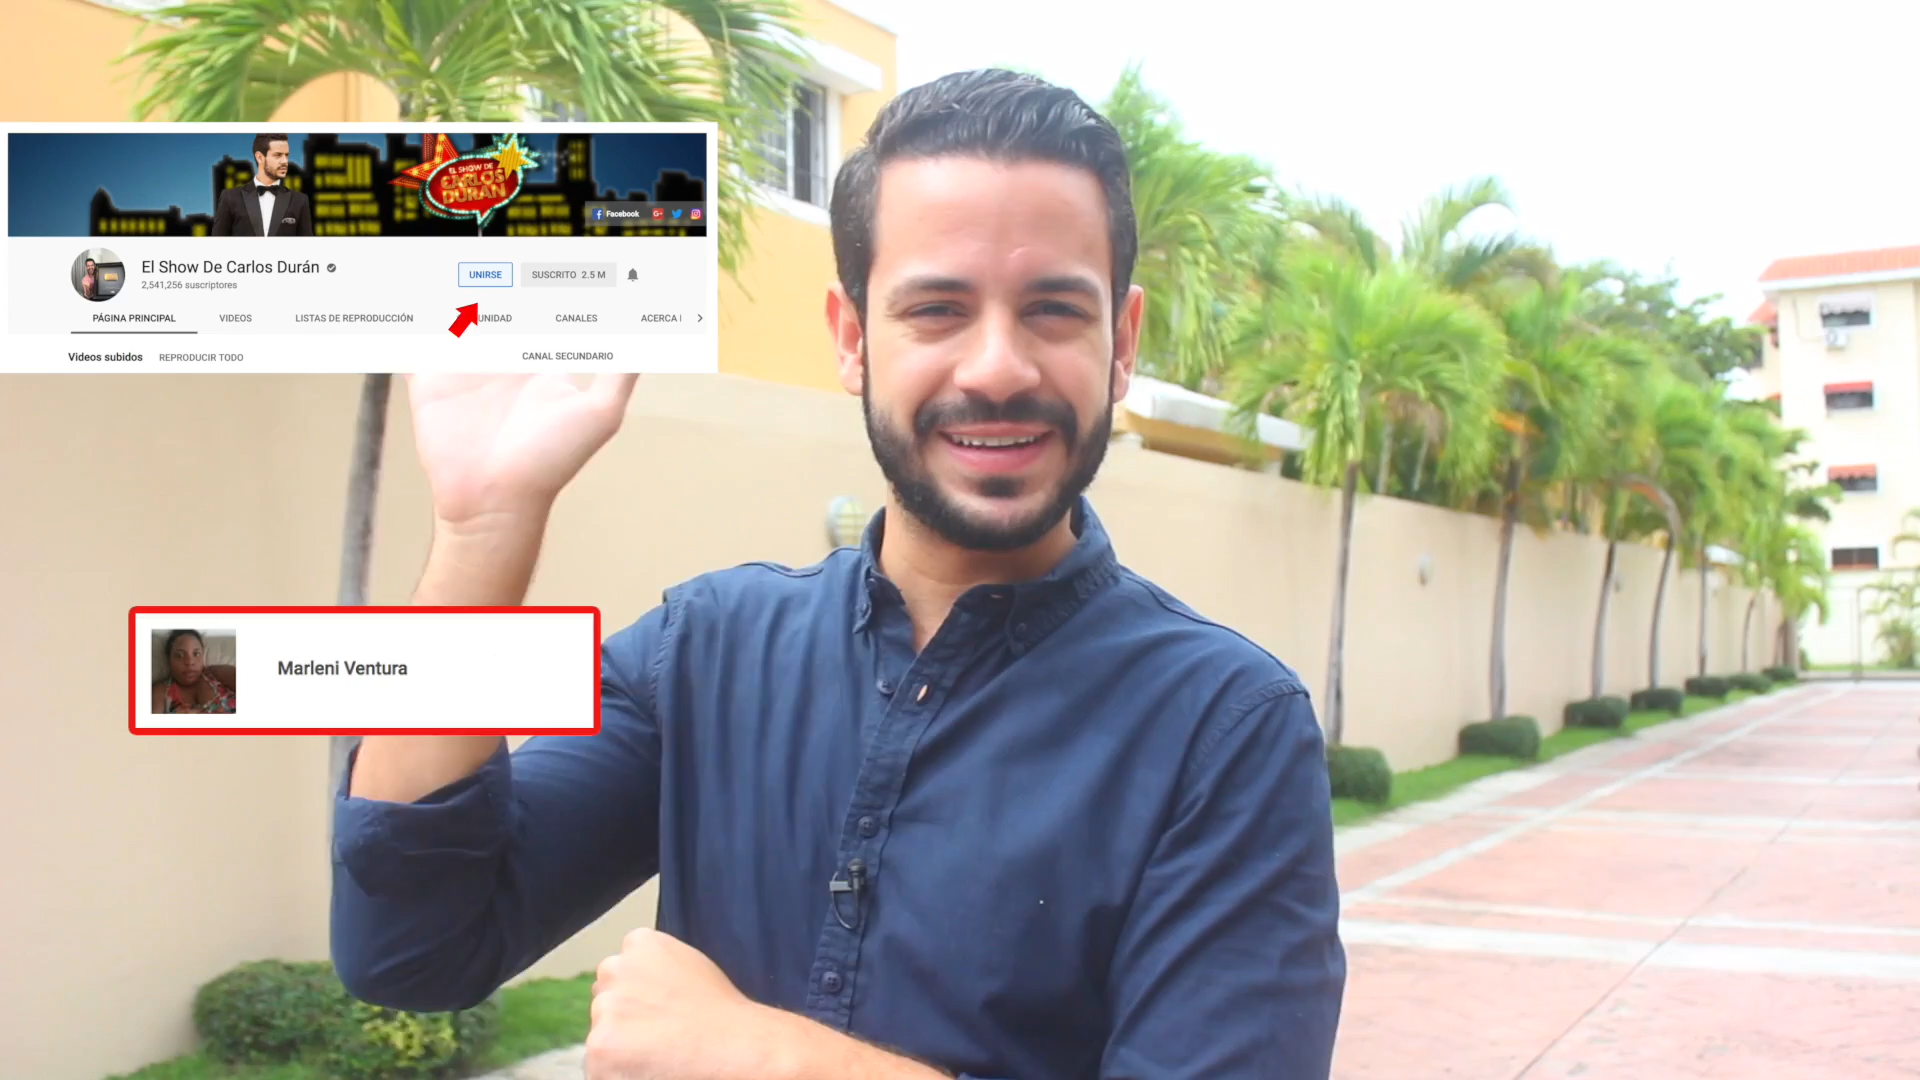 EL SHOW DE
CARLOS
DURAN
Facebook
El Show De Carlos Durán
2,541,256 suscriptores
UNIRSE
SUSCRITO 2.5 M
PÁGINA PRINCIPAL
VIDEOS
LISTAS DE REPRODUCCIÓN
UNIDAD
CANALES
ACERCA
Videos subidos
REPRODUCIR TODO
CANAL SECUNDARIO
Marleni Ventura